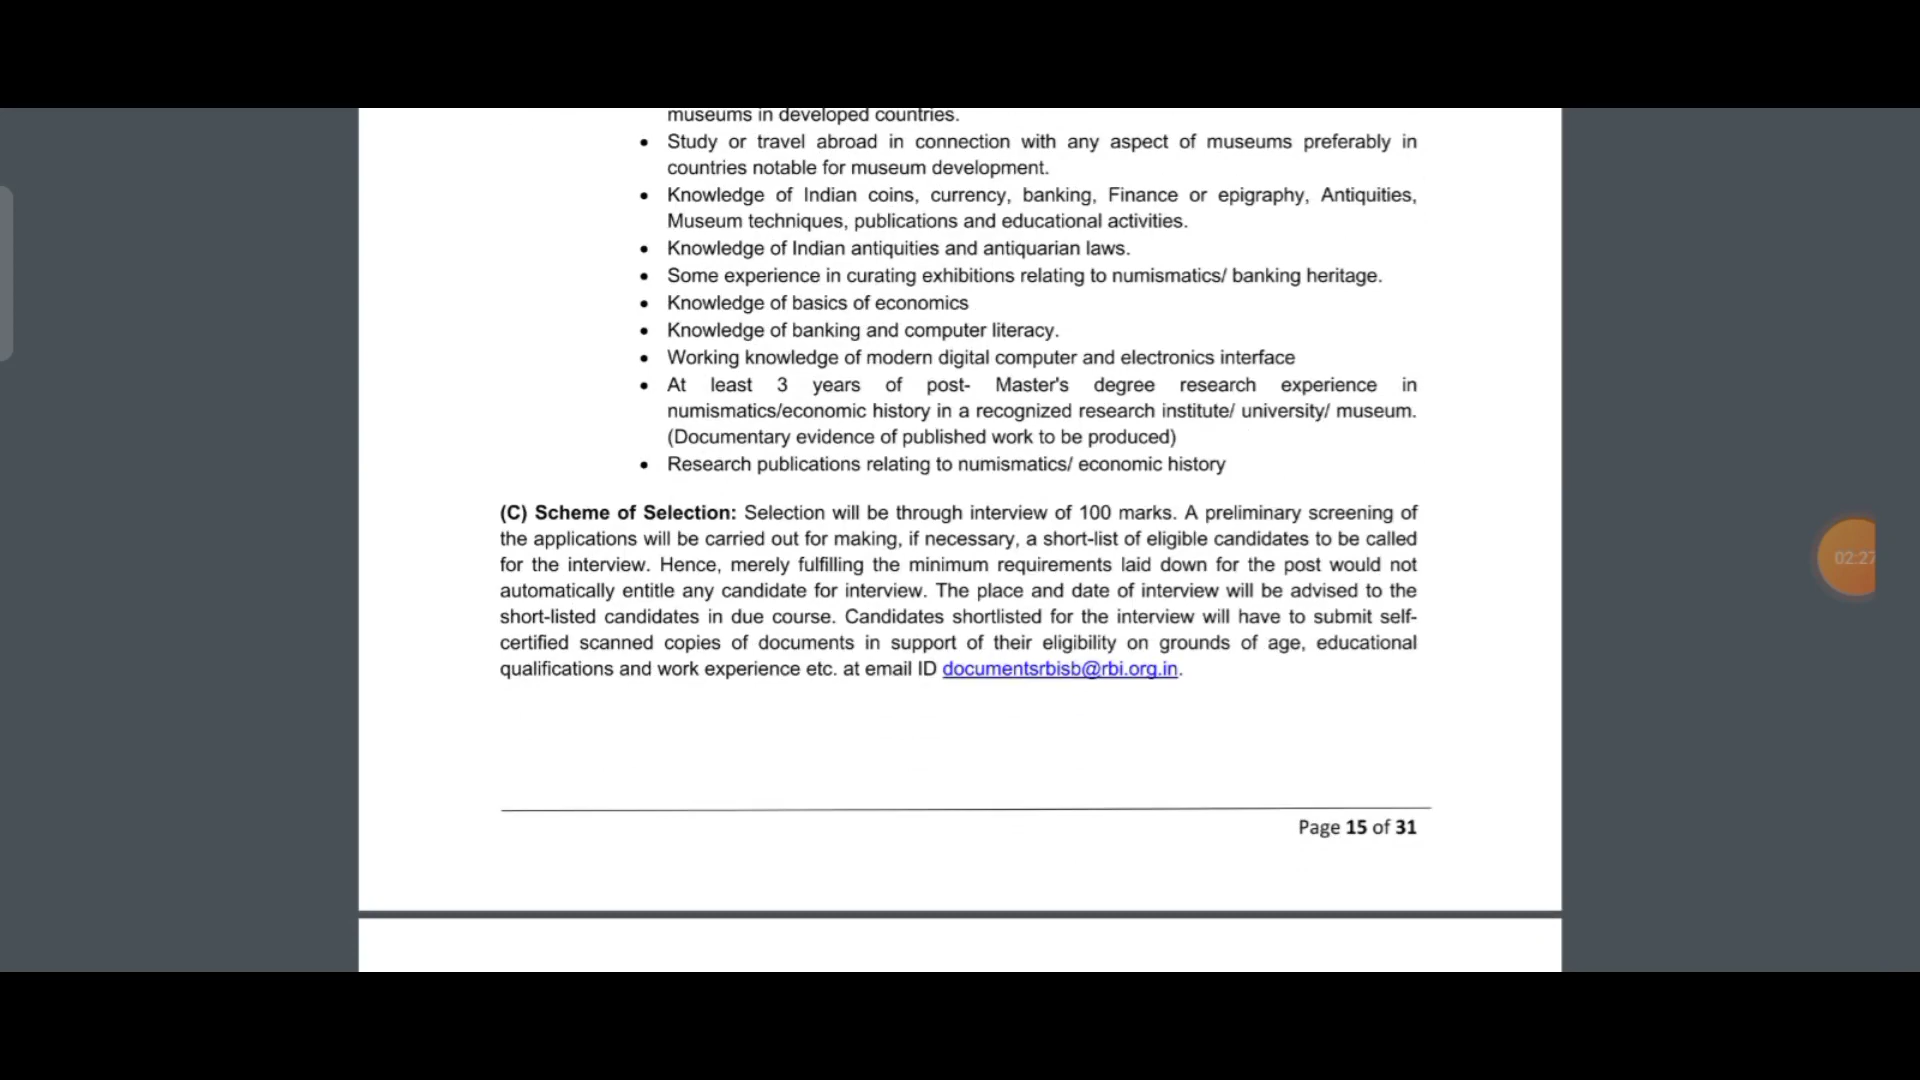 museums in developed countries.
• Study or travel abroad in connection with any aspect of museums preferably in
countries notable for museum development.
• Knowledge of Indian coins, currency, banking, Finance or epigraphy, Antiquities,
Museum techniques, publications and educational activities.
• Knowledge of Indian antiquities and antiquarian laws.
• Some experience in curating exhibitions relating to numismatics/ banking heritage.
• Knowledge of basics of economics
• Knowledge of banking and computer literacy.
• Working knowledge of modern digital computer and electronics interface
• At least 3 years of post- Master's degree research experience in
numismatics/economic history in a recognized research institute/ university/ museum.
(Documentary evidence of published work to be produced)
• Research publications relating to numismatics/ economic history
(C) Scheme of Selection: Selection will be through interview of 100 marks. A preliminary screening of
the applications will be carried out for making, if necessary, a short-list of eligible candidates to be called
for the interview. Hence, merely fulfilling the minimum requirements laid down for the post would not
automatically entitle any candidate for interview. The place and date of interview will be advised to the
short-listed candidates in due course. Candidates shortlisted for the interview will have to submit self-
certified scanned copies of documents in support of their eligibility on grounds of age, educational
qualifications and work experience etc. at email ID documentsrbisb@rbi.org.in.
02:27
Page 15 of 31